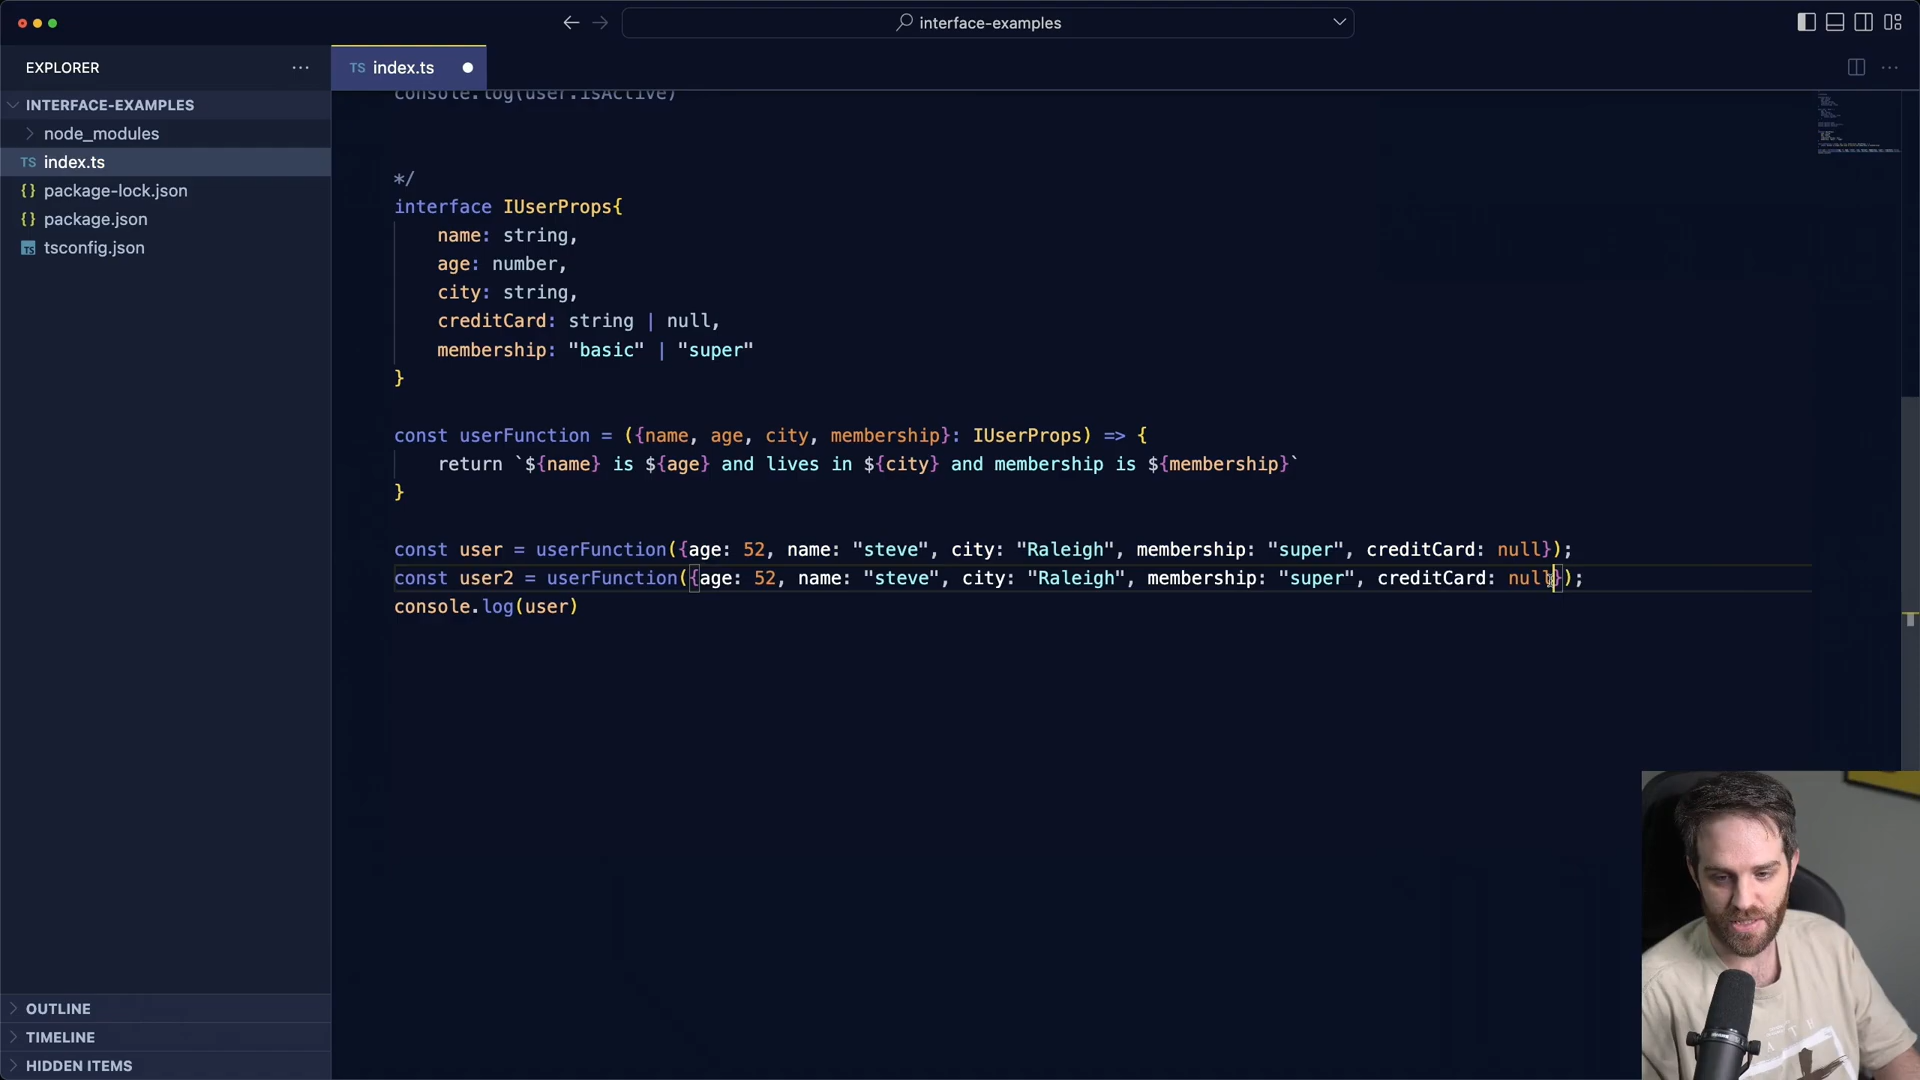 interface-examples
EXPLORER
TS index.ts
INTERFACE-EXAMPLES
node_modules
TS index.ts
{} package-lock.json
{} package.json
TS tsconfig.json
console.log(user.isActive)
*/
interface IUserProps{
name: string,
age: number,
city: string,
creditCard: string | null,
membership: "basic" | "super"
}
const userFunction = ({name, age, city, membership}: IUserProps) => {
return `${name} is ${age} and lives in ${city} and membership is ${membership}`
}
const user = userFunction({age: 52, name: "steve", city: "Raleigh", membership: "super", creditCard: null});
const user2 = userFunction({age: 52, name: "steve", city: "Raleigh", membership: "super", creditCard: null});
console.log(user)
OUTLINE
TIMELINE
HIDDEN ITEMS